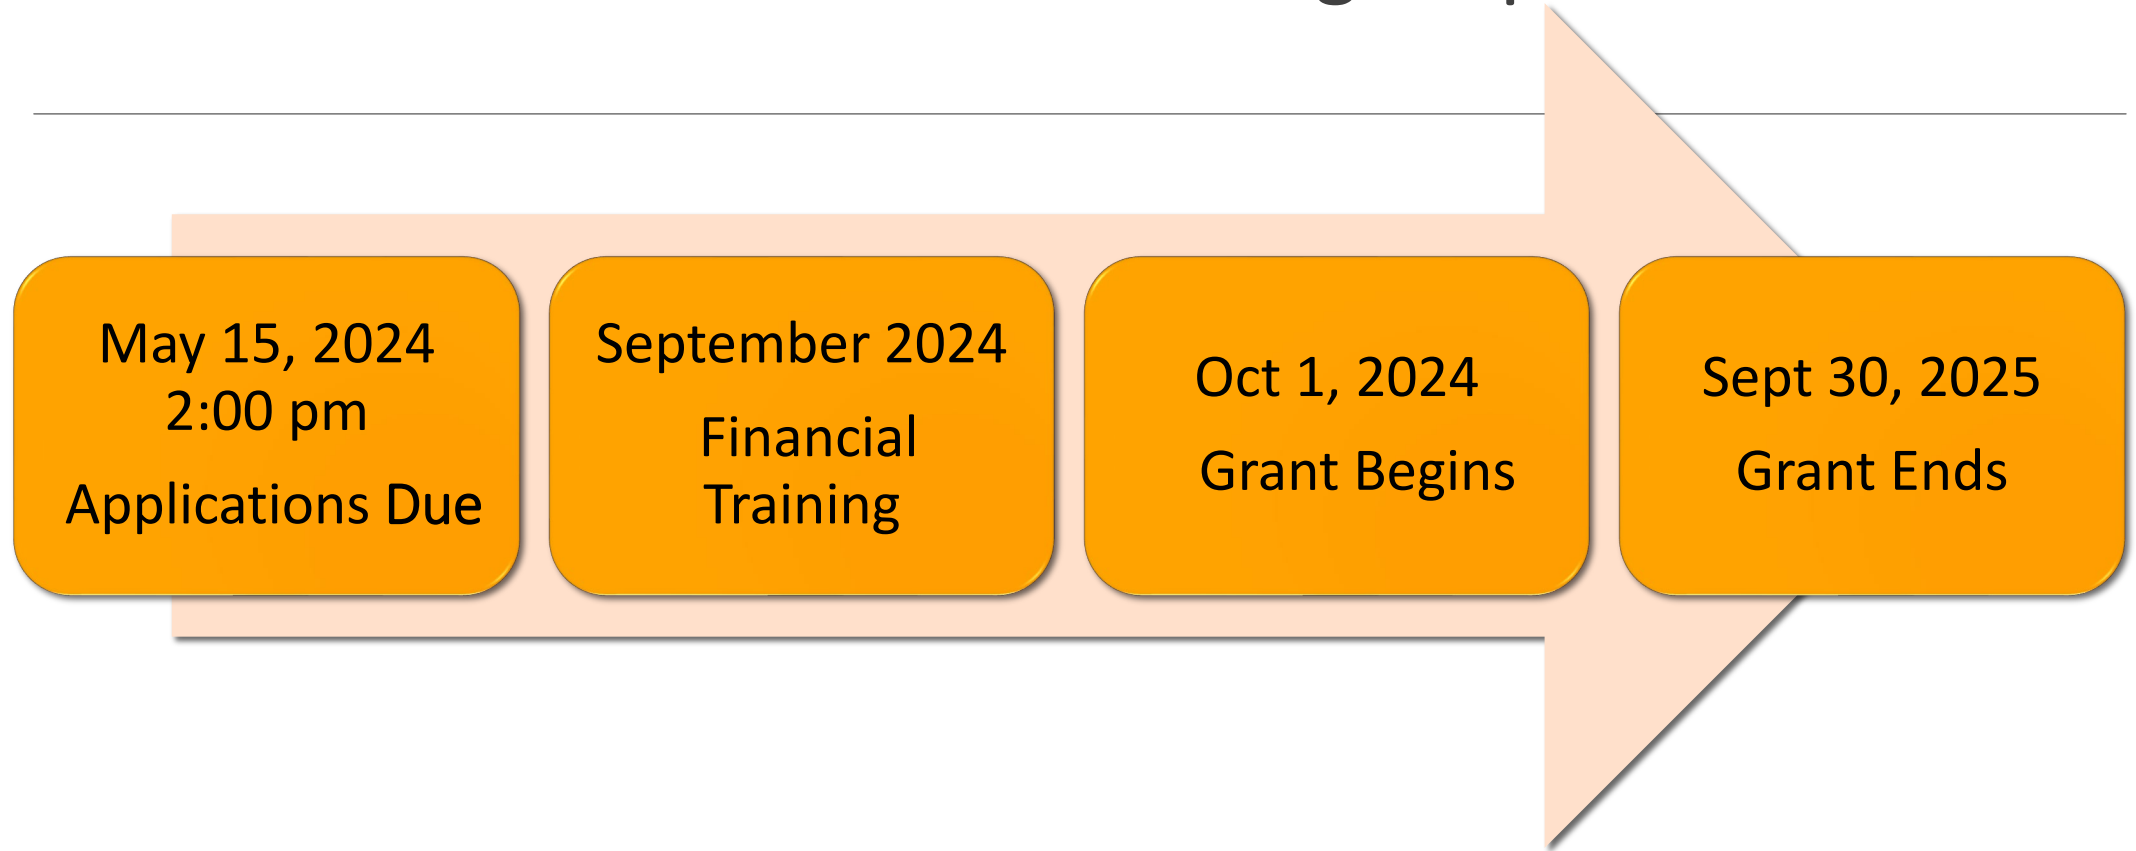 May 15, 2024
2:00 pm
Applications Due
September 2024
Financial
Training
Oct 1, 2024
Grant Begins
Sept 30, 2025
Grant Ends